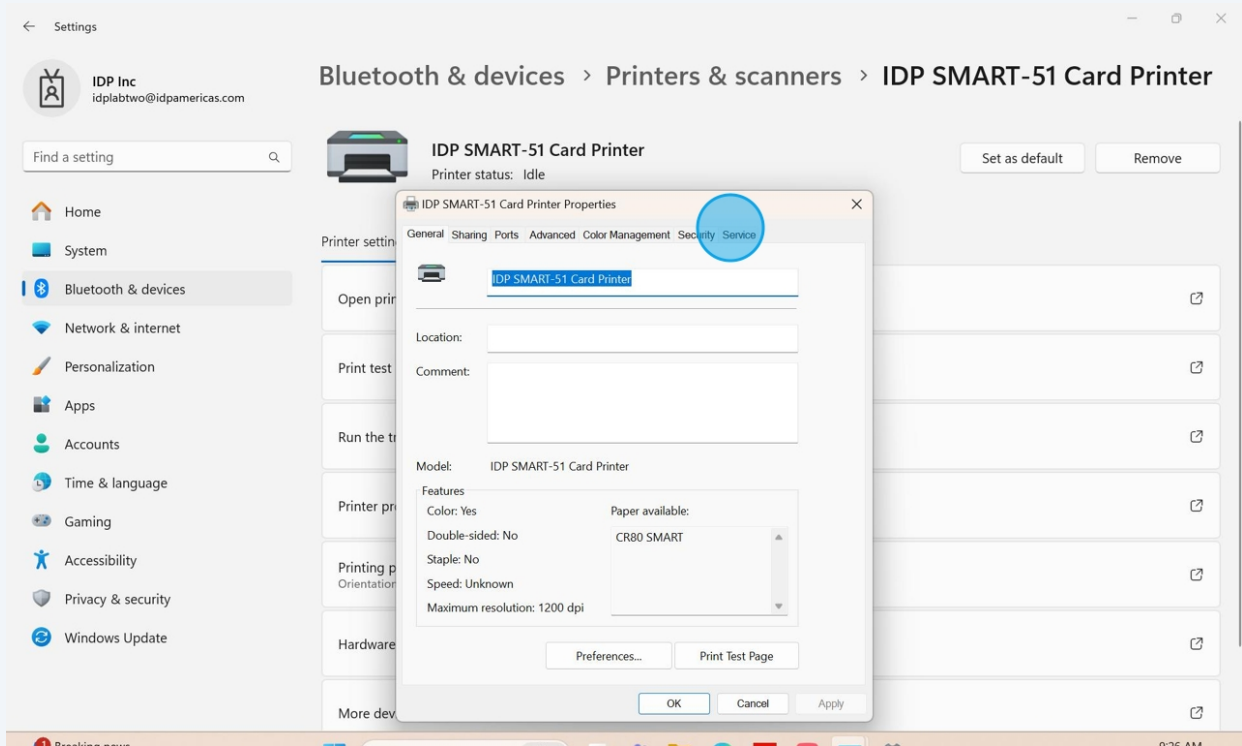 Settings
IDP Inc
idplabtwo@idpamericas.com
Find a setting
Home
System
Bluetooth & devices
Network & internet
Personalization
Apps
Accounts
Time & language
Gaming
Accessibility
Privacy & security
Windows Update
Bluetooth & devices > Printers & scanners > IDP SMART-51 Card Printer
IDP SMART-51 Card Printer
Printer status: Idle
Set as default
Remove
Printer settin
Open prin
Print test
Run the tr
Printer pr
Printing p
Orientation
Hardware
More dev
IDP SMART-51 Card Printer Properties
General Sharing Ports Advanced Color Management Security Service
IDP SMART-51 Card Printer
Location:
Comment:
Model: IDP SMART-51 Card Printer
Features
Color: Yes
Double-sided: No
Staple: No
Speed: Unknown
Maximum resolution: 1200 dpi
Paper available:
CR80 SMART
Preferences...
Print Test Page
OK
Cancel
Apply
1
Breaking news
9:26 AM